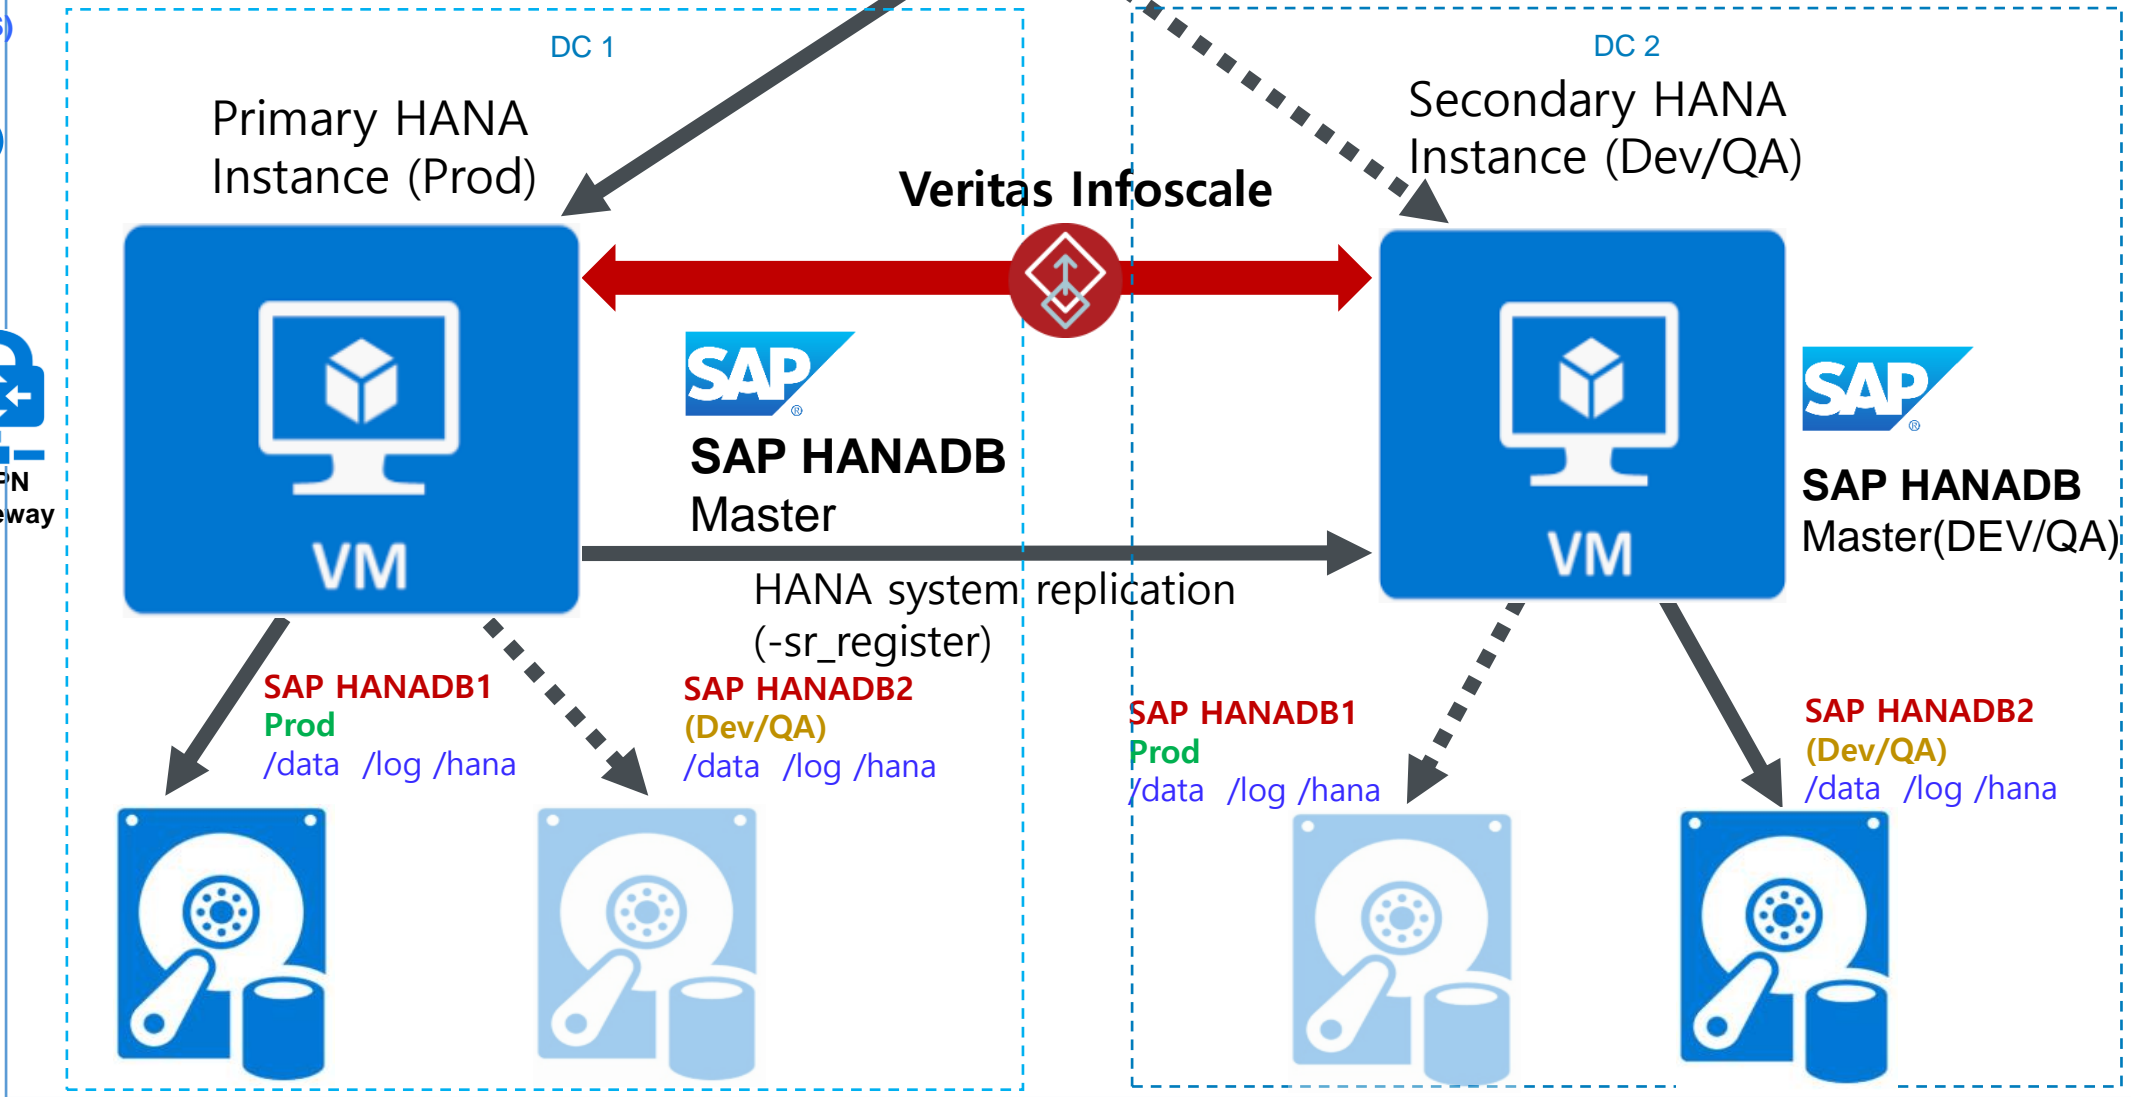 DC 1
Primary HANA
Instance (Prod)
DC 2
Secondary HANA
Instance (Dev/QA)
Veritas Infoscale
SAP
®
SAP HANADB
Master
SAP
®
SAP HANADB
Master(DEV/QA)
VM
VM
HANA system replication
(-sr_register)
SAP HANADB1
Prod
/data /log /hana
SAP HANADB2
(Dev/QA)
/data /log /hana
SAP HANADB1
Prod
/data /log /hana
SAP HANADB2
(Dev/QA)
/data /log /hana